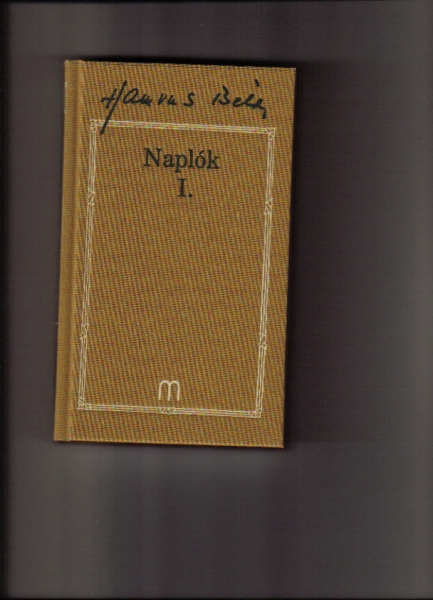 Hamvas Béla
Naplók
I.
m